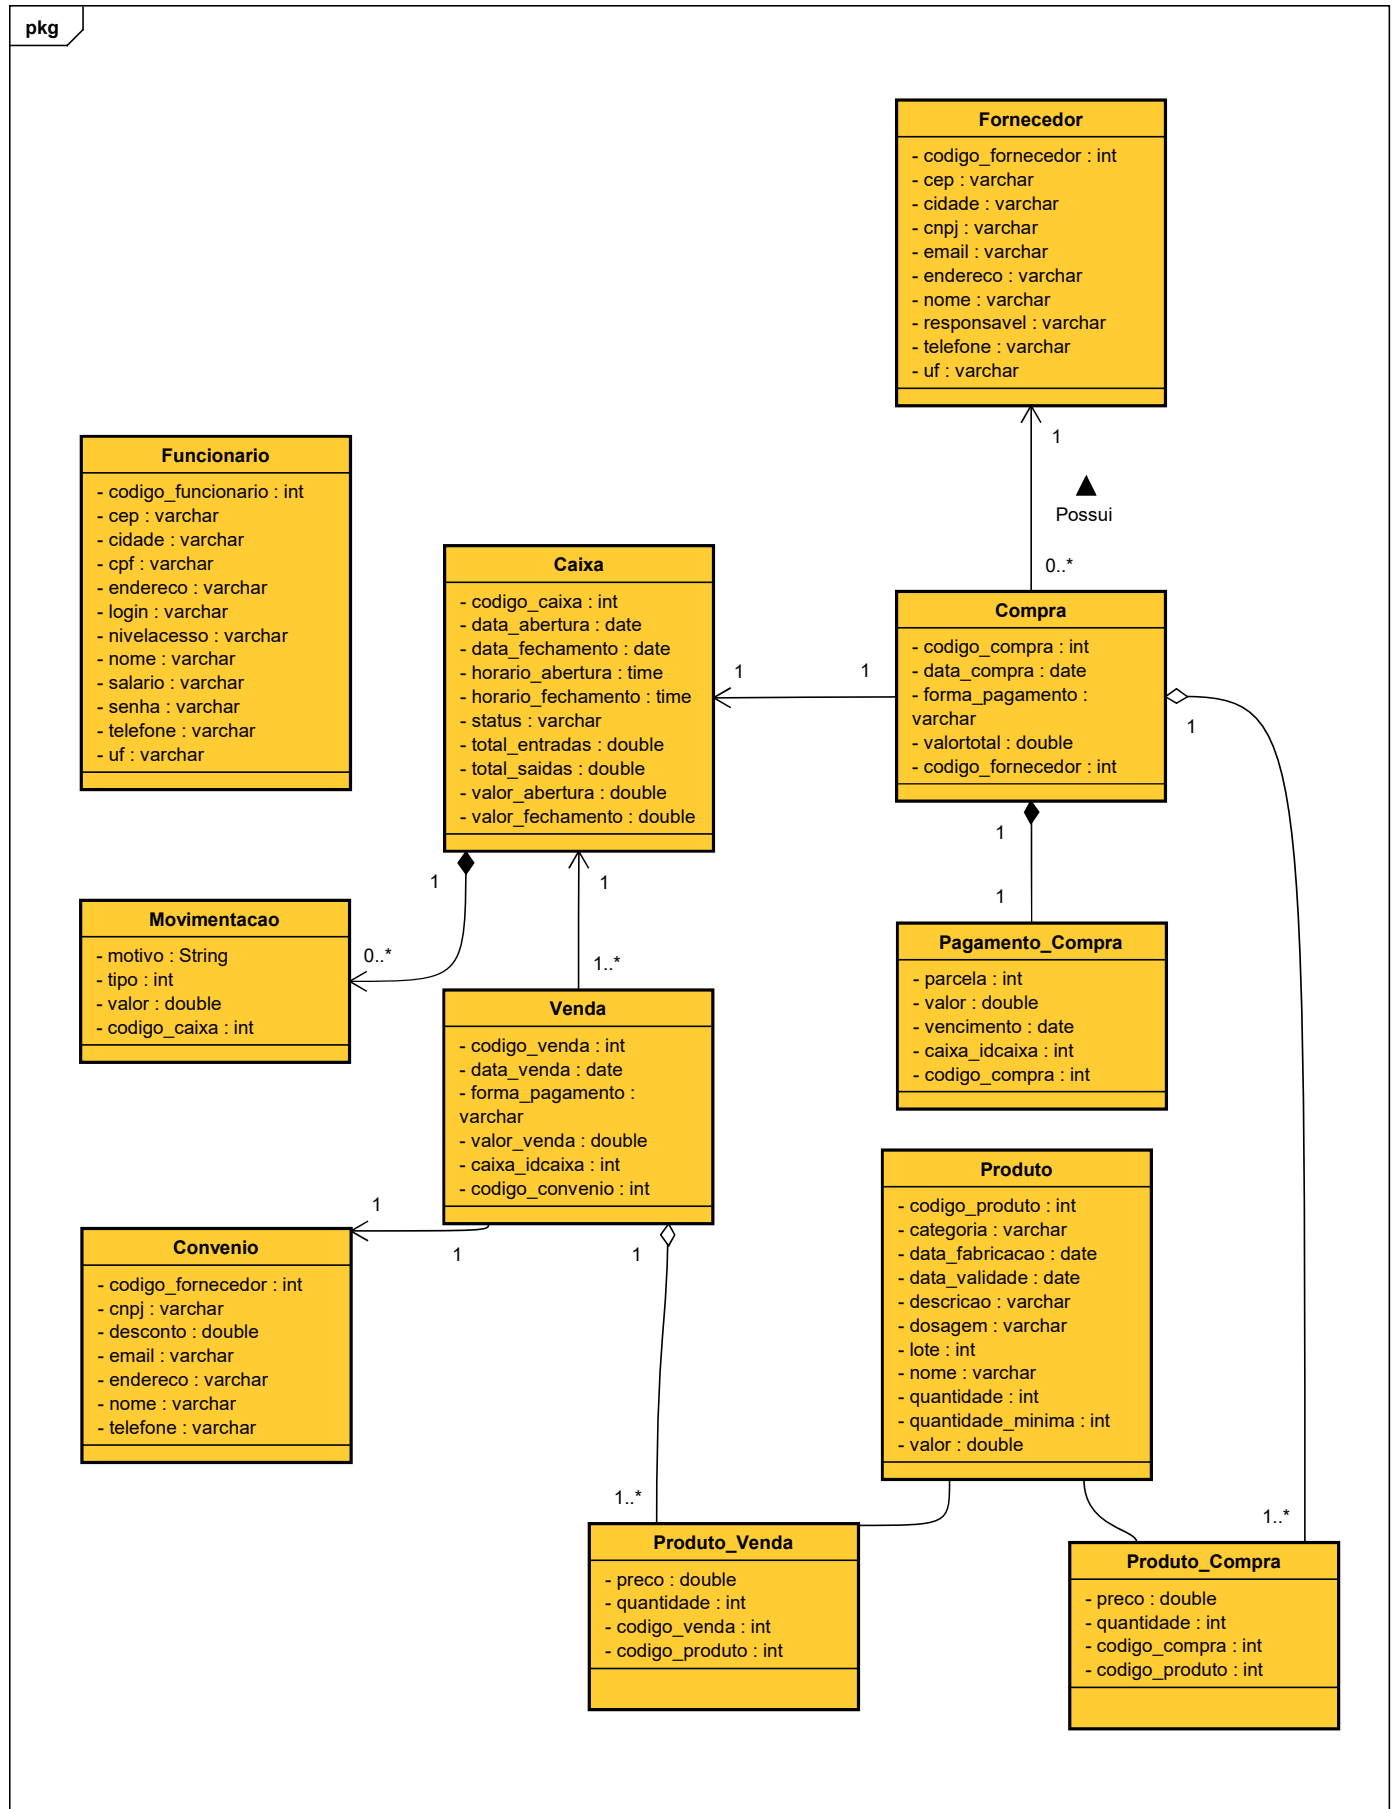 pkg
Fornecedor
- codigo_fornecedor : int
- cep : varchar
- cidade : varchar
- cnpj : varchar
- email : varchar
- endereco : varchar
- nome : varchar
- responsavel : varchar
- telefone : varchar
- uf : varchar
1
Possui
0..*
Funcionario
- codigo_funcionario : int
- cep : varchar
- cidade : varchar
- cpf : varchar
- endereco : varchar
- login : varchar
- nivelacesso : varchar
- nome : varchar
- salario : varchar
- senha : varchar
- telefone : varchar
- uf : varchar
Caixa
- codigo_caixa : int
- data_abertura : date
- data_fechamento : date
- horario_abertura : time
- horario_fechamento : time
- status : varchar
- total_entradas : double
- total_saidas : double
- valor_abertura : double
- valor_fechamento : double
1
1
Compra
- codigo_compra : int
- data_compra : date
- forma_pagamento :
varchar
- valortotal : double
- codigo_fornecedor : int
1
1
1
1
1
Movimentacao
- motivo : String
- tipo : int
- valor : double
- codigo_caixa : int
0..*
1..*
Pagamento_Compra
- parcela : int
- valor : double
- vencimento : date
- caixa_idcaixa : int
- codigo_compra : int
Venda
- codigo_venda : int
- data_venda : date
- forma_pagamento :
varchar
- valor_venda : double
- caixa_idcaixa : int
- codigo_convenio : int
1
1
1
Convenio
- codigo_fornecedor : int
- cnpj : varchar
- desconto : double
- email : varchar
- endereco : varchar
- nome : varchar
- telefone : varchar
Produto
- codigo_produto : int
- categoria : varchar
- data_fabricacao : date
- data_validade : date
- descricao : varchar
- dosagem : varchar
- lote : int
- nome : varchar
- quantidade : int
- quantidade_minima : int
- valor : double
1..*
1..*
Produto_Venda
- preco : double
- quantidade : int
- codigo_venda : int
- codigo_produto : int
Produto_Compra
- preco : double
- quantidade : int
- codigo_compra : int
- codigo_produto : int